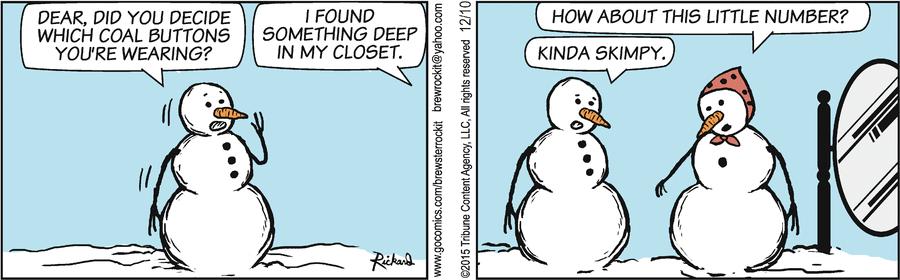 DEAR, DID YOU DECIDE
WHICH COAL BUTTONS
YOU'RE WEARING?
I FOUND
SOMETHING DEEP
IN MY CLOSET.
Rickard
www.gocomics.com/brewsterrockit brewrockit@yahoo.com
©2015 Tribune Content Agency, LLC, All rights reserved 12/10
HOW ABOUT THIS LITTLE NUMBER?
KINDA SKIMPY.